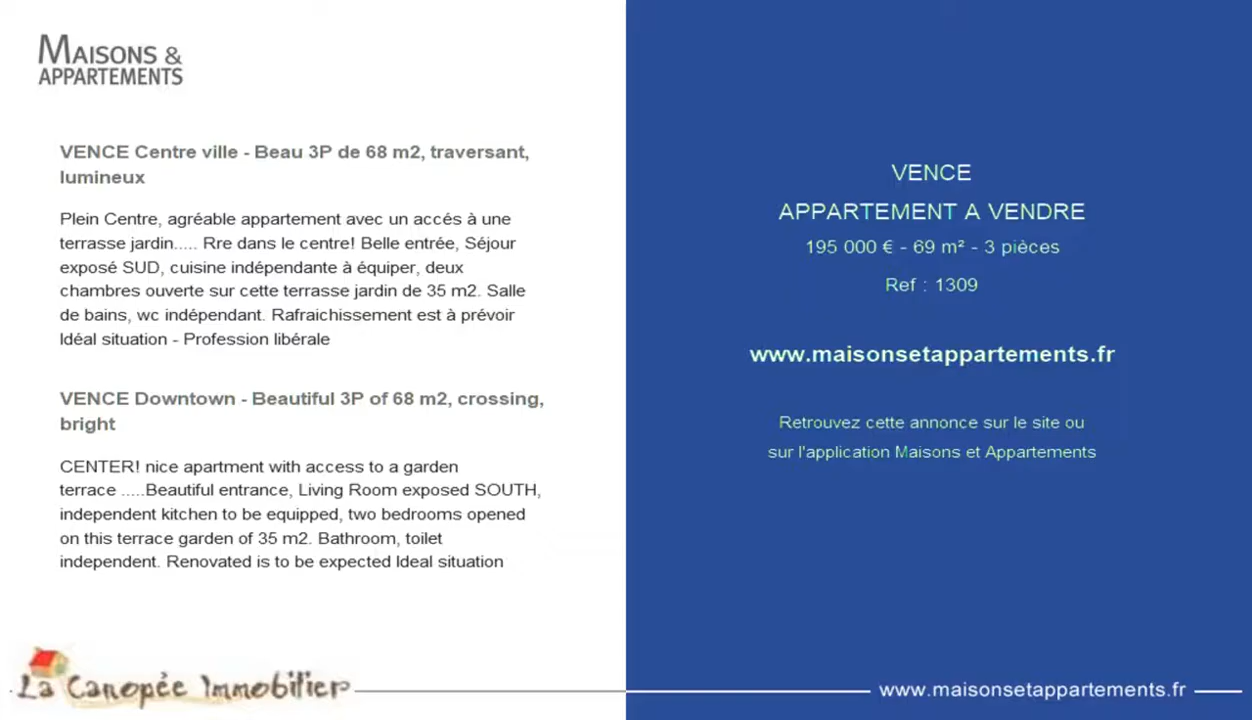 MAISONS &
APPARTEMENTS
VENCE Centre ville - Beau 3P de 68 m2, traversant,
lumineux
Plein Centre, agréable appartement avec un accés à une
terrasse jardin..... Rre dans le centre! Belle entrée, Séjour
exposé SUD, cuisine indépendante à équiper, deux
chambres ouverte sur cette terrasse jardin de 35 m2. Salle
de bains, wc indépendant. Rafraichissement est à prévoir
Idéal situation - Profession libérale
VENCE Downtown - Beautiful 3P of 68 m2, crossing,
bright
CENTER! nice apartment with access to a garden
terrace .....Beautiful entrance, Living Room exposed SOUTH,
independent kitchen to be equipped, two bedrooms opened
on this terrace garden of 35 m2. Bathroom, toilet
independent. Renovated is to be expected Ideal situation
La Canopée Immobilier
VENCE
APPARTEMENT A VENDRE
195 000 € - 69 m² - 3 pièces
Ref : 1309
www.maisonsetappartements.fr
Retrouvez cette annonce sur le site ou
sur l'application Maisons et Appartements
www.maisonsetappartements.fr